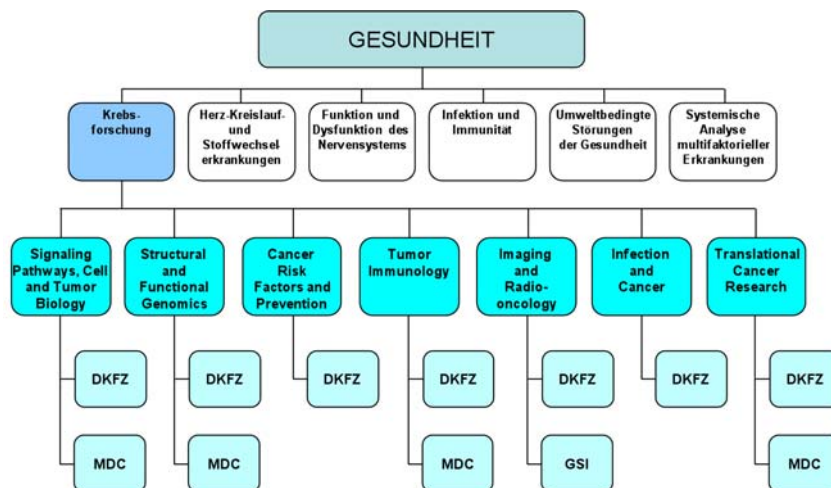 GESUNDHEIT
Krebs-
forschung
Herz-Kreislauf-
und
Stoffwechsel
erkrankungen
Funktion und
Dysfunktion des
Nervensystems
Infektion und
Immunität
Umweltbedingte
Störungen
der Gesundheit
Systemische
Analyse
multifaktorieller
Erkrankungen
Signaling
Pathways, Cell
and Tumor
Biology
Structural
and
Functional
Genomics
Cancer
Risk
Factors and
Prevention
Tumor
Immunology
Imaging
and
Radio-
oncology
Infection
and
Cancer
Translational
Cancer
Research
DKFZ
DKFZ
DKFZ
DKFZ
DKFZ
DKFZ
DKFZ
MDC
MDC
MDC
GSI
MDC